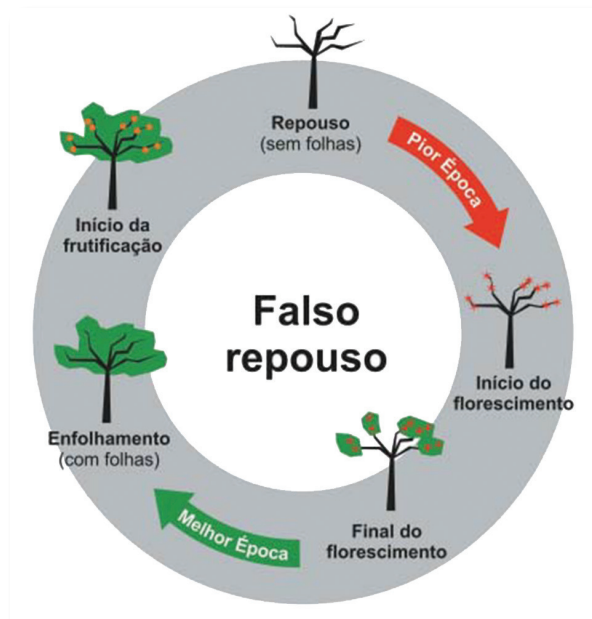 Repouso
(sem folhas)
Pior Época
Início do
florescimento
Final do
florescimento
Melhor Época
Enfolhamento
(com folhas)
Início da
frutificação
Falso
repouso